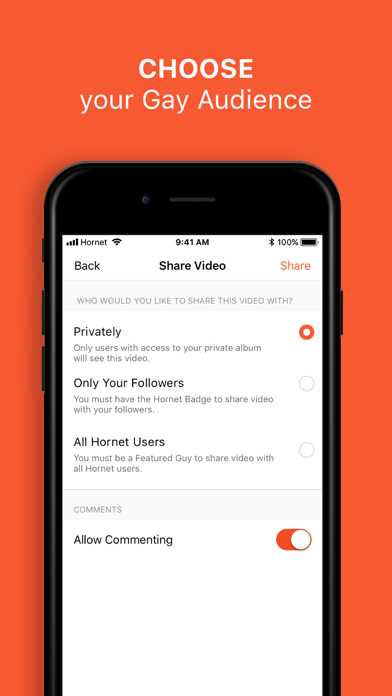 CHOOSE
your Gay Audience
Hornet 9:41 AM 100%
Back Share Video Share
WHO WOULD YOU LIKE TO SHARE THIS VIDEO WITH?
Privately
Only users with access to your private album
will see this video.
Only Your Followers
You must have the Hornet Badge to share video
with your followers.
All Hornet Users
You must be a Featured Guy to share video with
all Hornet users.
COMMENTS
Allow Commenting